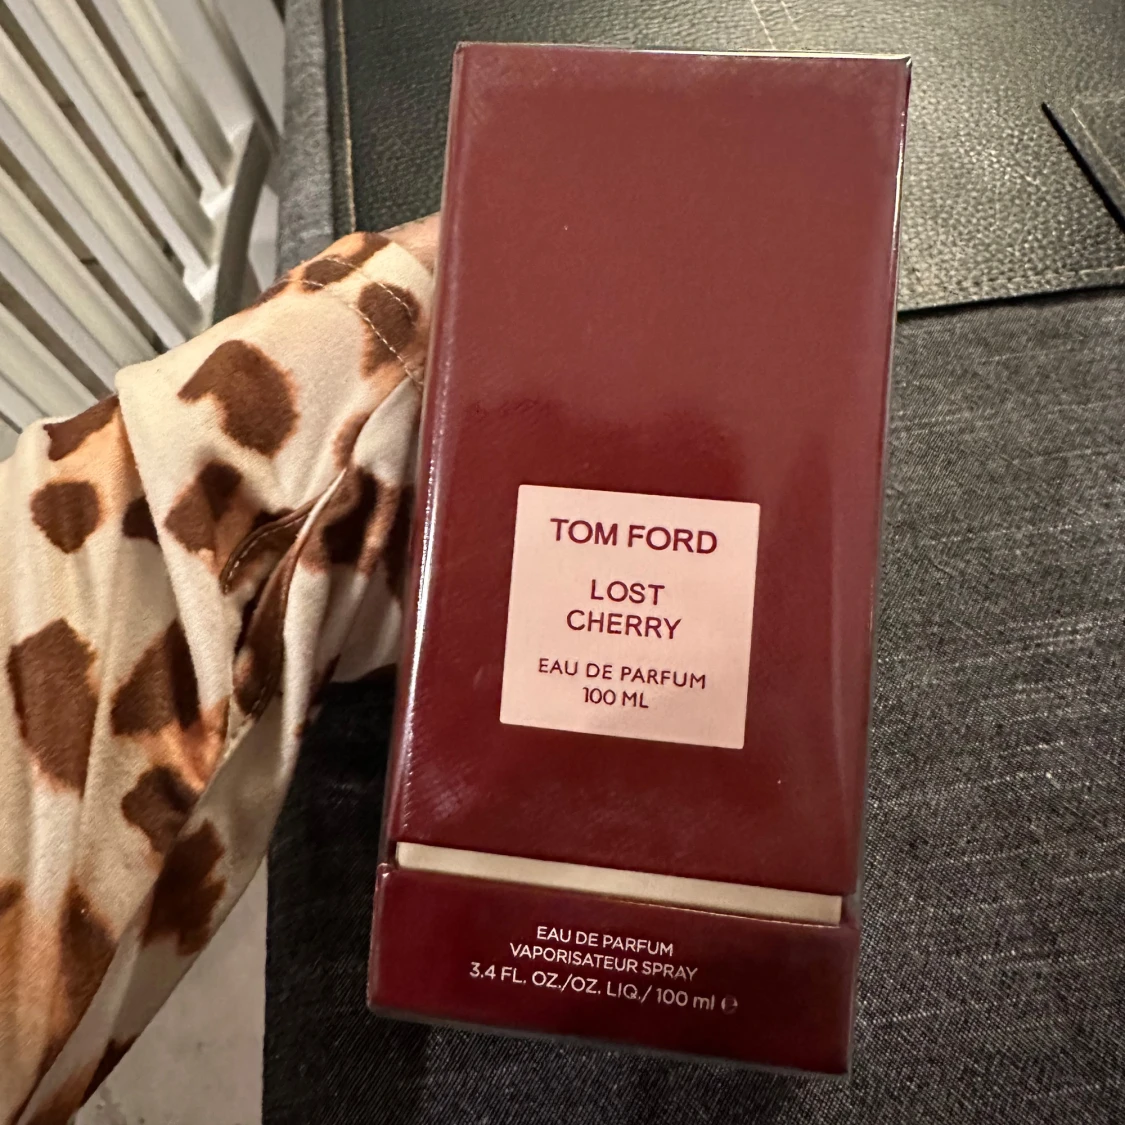 TOM FORD
LOST
CHERRY
EAU DE PARFUM
100 ML
EAU DE PARFUM
VAPORISATEUR SPRAY
3.4 FL. OZ./OZ. LIQ./ 100 ml ℮